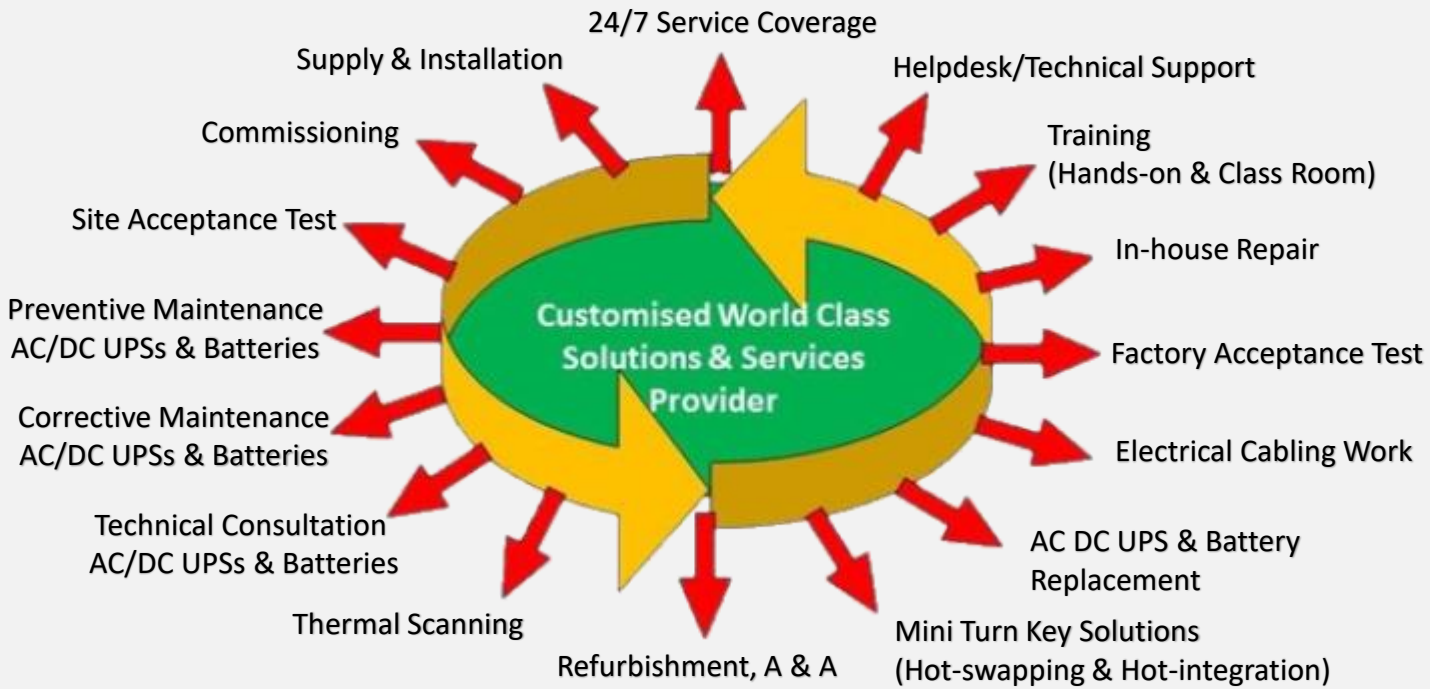 24/7 Service Coverage
Supply & Installation
Helpdesk/Technical Support
Commissioning
Training
(Hands-on & Class Room)
Site Acceptance Test
In-house Repair
Preventive Maintenance
AC/DC UPSs & Batteries
Customised World Class
Solutions & Services
Provider
Factory Acceptance Test
Corrective Maintenance
AC/DC UPSs & Batteries
Electrical Cabling Work
Technical Consultation
AC/DC UPSs & Batteries
AC DC UPS & Battery
Replacement
Thermal Scanning
Mini Turn Key Solutions
(Hot-swapping & Hot-integration)
Refurbishment, A & A